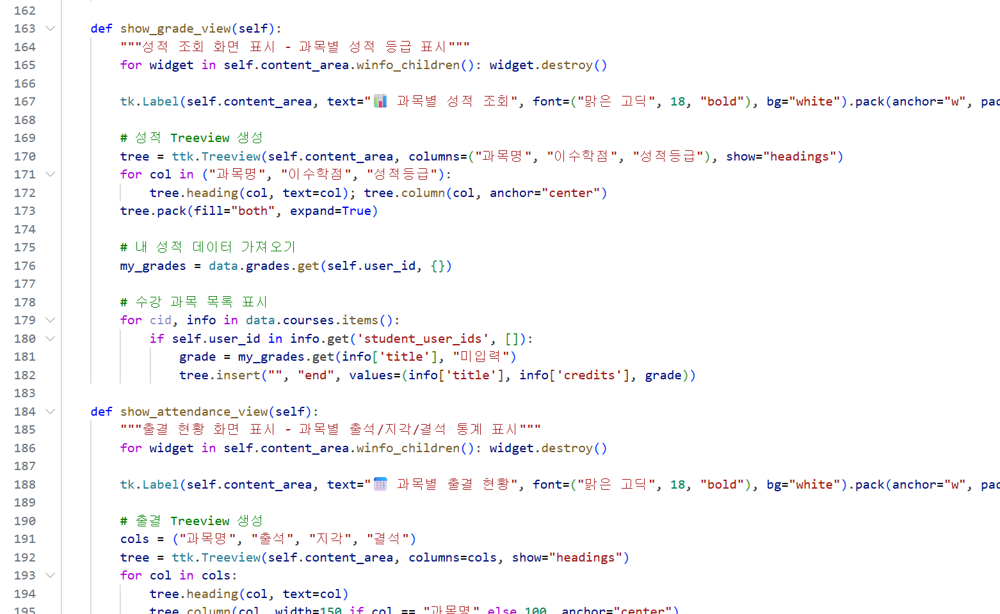 162
163 def show_grade_view(self):
164 """성적 조회 화면 표시 - 과목별 성적 등급 표시"""
165 for widget in self.content_area.winfo_children(): widget.destroy()
166
167 tk.Label(self.content_area, text="📊 과목별 성적 조회", font=("맑은 고딕", 18, "bold"), bg="white").pack(anchor="w",
168
169 # 성적 Treeview 생성
170 tree = ttk.Treeview(self.content_area, columns=("과목명", "이수학점", "성적등급"), show="headings")
171 for col in ("과목명", "이수학점", "성적등급"):
172 tree.heading(col, text=col); tree.column(col, anchor="center")
173 tree.pack(fill="both", expand=True)
174
175 # 내 성적 데이터 가져오기
176 my_grades = data.grades.get(self.user_id, {})
177
178 # 수강 과목 목록 표시
179 for cid, info in data.courses.items():
180 if self.user_id in info.get('student_user_ids', []):
181 grade = my_grades.get(info['title'], "미입력")
182 tree.insert("", "end", values=(info['title'], info['credits'], grade))
183
184 def show_attendance_view(self):
185 """출결 현황 화면 표시 - 과목별 출석/지각/결석 통계 표시"""
186 for widget in self.content_area.winfo_children(): widget.destroy()
187
188 tk.Label(self.content_area, text="📅 과목별 출결 현황", font=("맑은 고딕", 18, "bold"), bg="white").pack(anchor="w",
189
190 # 출결 Treeview 생성
191 cols = ("과목명", "출석", "지각", "결석")
192 tree = ttk.Treeview(self.content_area, columns=cols, show="headings")
193 for col in cols:
194 tree.heading(col, text=col)
195 tree.column(col, width=150 if col == "과목명" else 100, anchor="center")